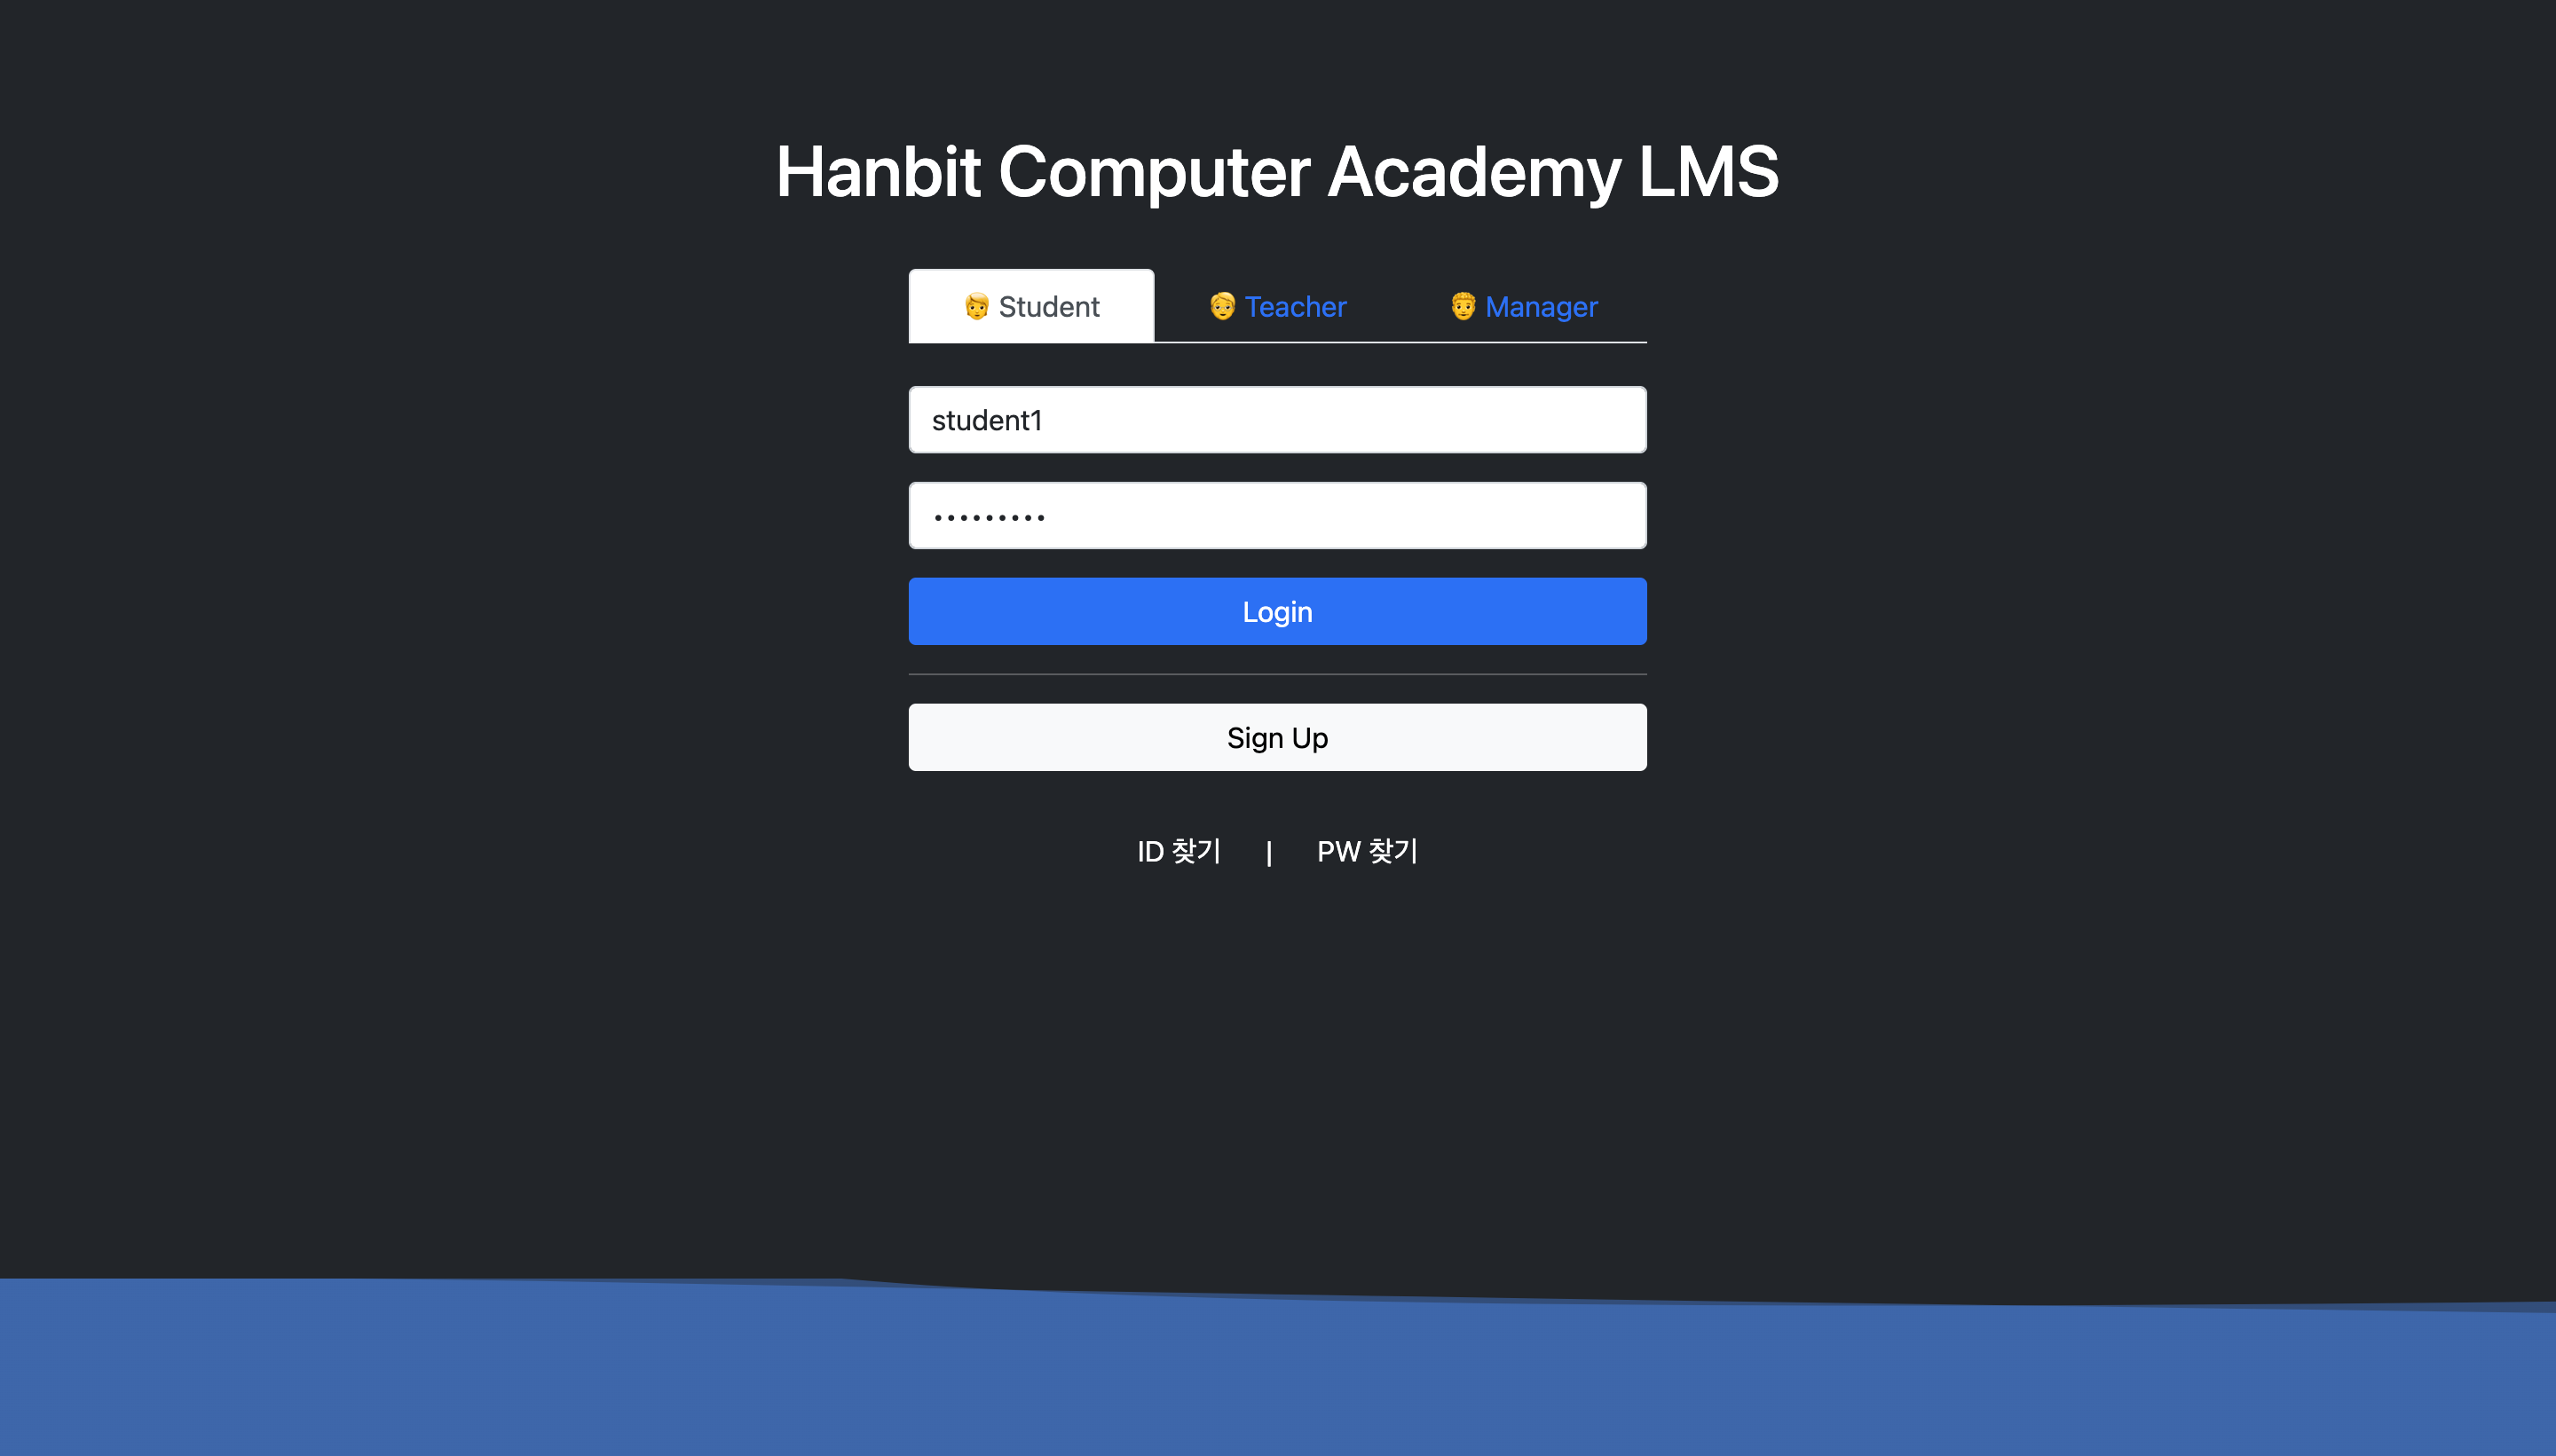 Hanbit Computer Academy LMS
Student Teacher Manager
student1
•••••••••
Login
Sign Up
ID 찾기 | PW 찾기